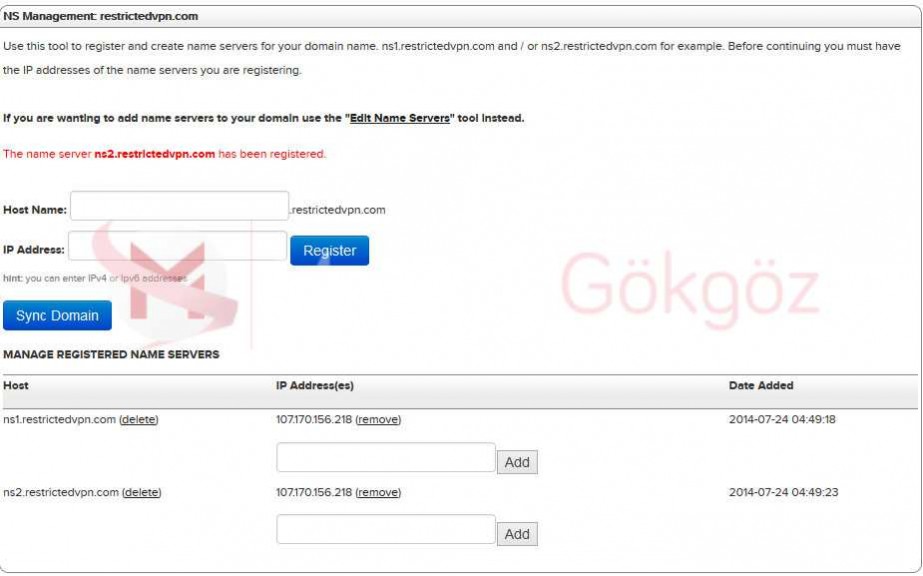 NS Management: restrictedvpn.com
Use this tool to register and create name servers for your domain name. ns1.restrictedvpn.com and / or ns2.restrictedvpn.com for example. Before continuing you must have
the IP addresses of the name servers you are registering.
If you are wanting to add name servers to your domain use the "Edit Name Servers" tool instead.
The name server ns2.restrictedvpn.com has been registered.
Host Name: .restrictedvpn.com
IP Address: Register
hint: you can enter IPv4 or Ipv6 addresses
Gökgöz
Sync Domain
MANAGE REGISTERED NAME SERVERS
Host IP Address(es) Date Added
ns1.restrictedvpn.com (delete) 107.170.156.218 (remove) 2014-07-24 04:49:18
Add
ns2.restrictedvpn.com (delete) 107.170.156.218 (remove) 2014-07-24 04:49:23
Add